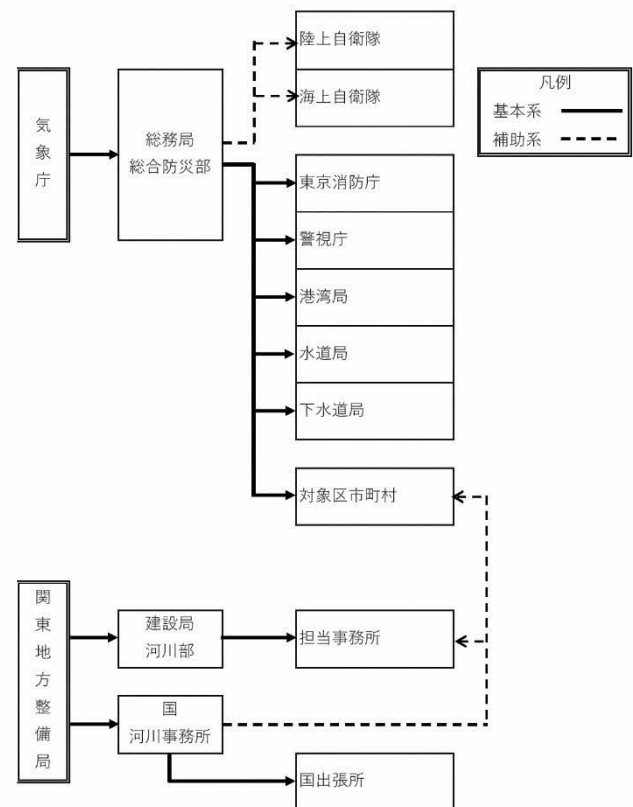 気象庁
総務局
総合防災部
陸上自衛隊
海上自衛隊
凡例
基本系
補助系
東京消防庁
警視庁
港湾局
水道局
下水道局
対象区市町村
関東地方整備局
建設局
河川部
担当事務所
国
河川事務所
国出張所